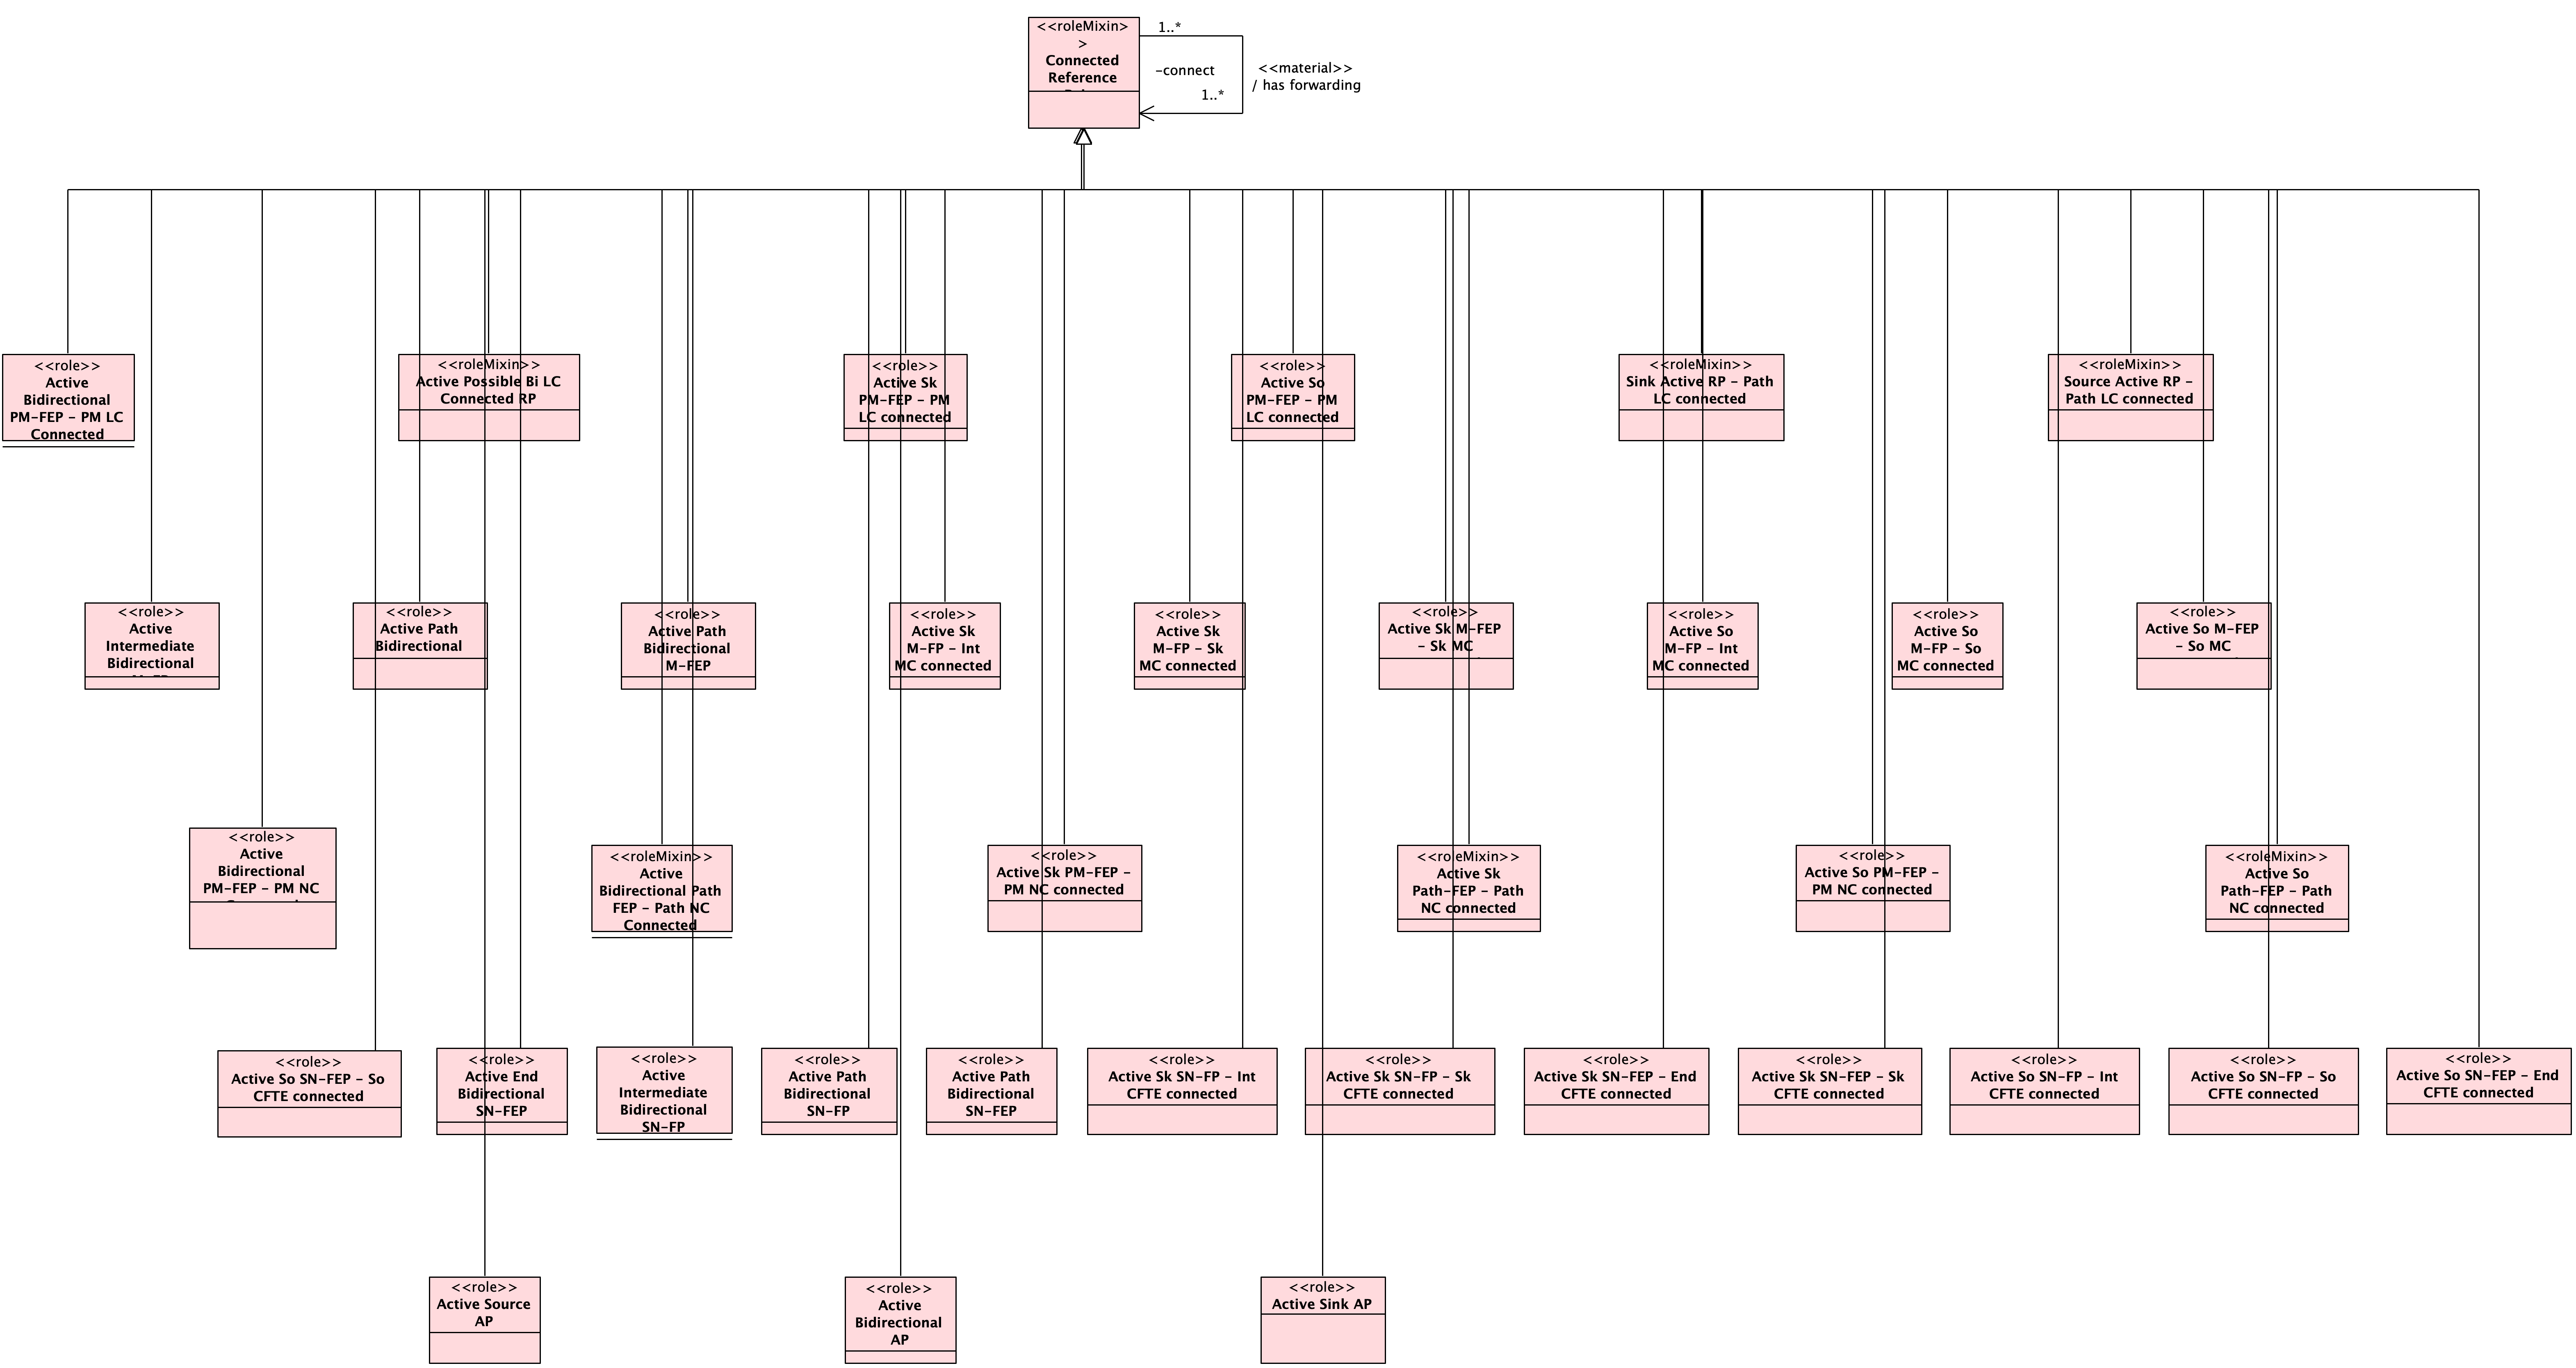 <<roleMixin>
>
Connected
Reference
1..*
-connect
1..*
<<material>>
/ has forwarding
<<role>>
Active
Bidirectional
PM-FEP - PM LC
Connected
<<roleMixin>>
Active Possible Bi LC
Connected RP
<<role>>
Active Sk
PM-FEP - PM
LC connected
<<role>>
Active So
PM-FEP - PM
LC connected
<<roleMixin>>
Sink Active RP - Path
LC connected
<<roleMixin>>
Source Active RP -
Path LC connected
<<role>>
Active
Intermediate
Bidirectional
<<role>>
Active Path
Bidirectional
<<role>>
Active Path
Bidirectional
M-FEP
<<role>>
Active Sk
M-FP - Int
MC connected
<<role>>
Active Sk
M-FP - Sk
MC connected
<<role>>
Active Sk M-FEP
- Sk MC
<<role>>
Active So
M-FP - Int
MC connected
<<role>>
Active So
M-FP - So
MC connected
<<role>>
Active So M-FEP
- So MC
<<role>>
Active
Bidirectional
PM-FEP - PM NC
<<roleMixin>>
Active
Bidirectional Path
FEP - Path NC
Connected
<<role>>
Active Sk PM-FEP -
PM NC connected
<<roleMixin>>
Active Sk
Path-FEP - Path
NC connected
<<role>>
Active So PM-FEP -
PM NC connected
<<roleMixin>>
Active So
Path-FEP - Path
NC connected
<<role>>
Active So SN-FEP - So
CFTE connected
<<role>>
Active End
Bidirectional
SN-FEP
<<role>>
Active
Intermediate
Bidirectional
SN-FP
<<role>>
Active Path
Bidirectional
SN-FP
<<role>>
Active Path
Bidirectional
SN-FEP
<<role>>
Active Sk SN-FP - Int
CFTE connected
<<role>>
Active Sk SN-FP - Sk
CFTE connected
<<role>>
Active Sk SN-FEP - End
CFTE connected
<<role>>
Active Sk SN-FEP - Sk
CFTE connected
<<role>>
Active So SN-FP - Int
CFTE connected
<<role>>
Active So SN-FP - So
CFTE connected
<<role>>
Active So SN-FEP - End
CFTE connected
<<role>>
Active Source
AP
<<role>>
Active
Bidirectional
AP
<<role>>
Active Sink AP